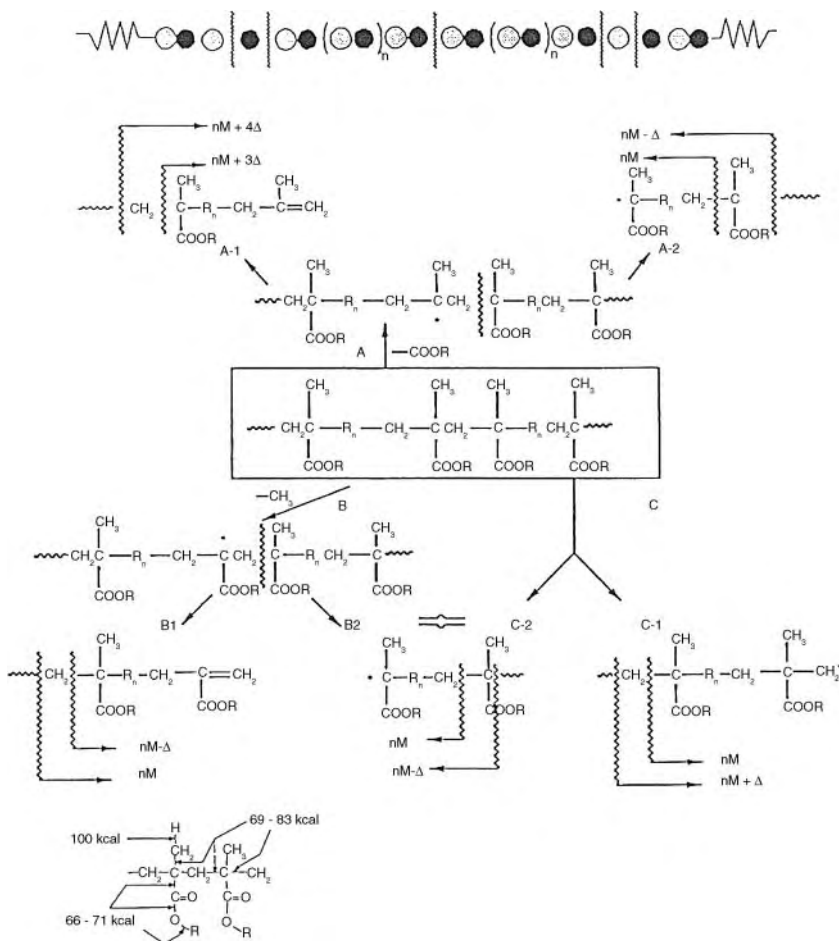 n n
nM + 4Δ nM - Δ
nM + 3Δ nM
CH₃ CH₃ CH₃ CH₃
CH₂ C—Rₙ—CH₂—C=CH₂ • C—Rₙ CH₂—C
COOR COOR COOR
A-1 A-2
CH₃ CH₃ CH₃ CH₃
CH₂C—Rₙ—CH₂—C CH₂ C—Rₙ—CH₂—C
•
COOR COOR COOR
A —COOR
CH₃ CH₃ CH₃ CH₃
—CH₂C—Rₙ—CH₂—C—CH₂—C—Rₙ—CH₂C
COOR COOR COOR COOR
—CH₃
B C
CH₃ • CH₃ CH₃
CH₂C—Rₙ—CH₂—C—CH₂ C—Rₙ—CH₂—C
COOR COOR COOR COOR
B1 B2 C-2 C-1
CH₃ CH₃ CH₃ CH₃ CH₃
CH₂—C—Rₙ—CH₂—C=CH₂ • C—Rₙ—CH₂—C CH₂—C—Rₙ—CH₂—C—CH₂
COOR COOR COOR COOR COOR COOR
nM-Δ nM nM
nM nM-Δ nM + Δ
69 - 83 kcal
H
100 kcal
CH₂ CH₃
—CH₂—C—CH₂—C—CH₂
C=O C=O
O O
66 - 71 kcal R R